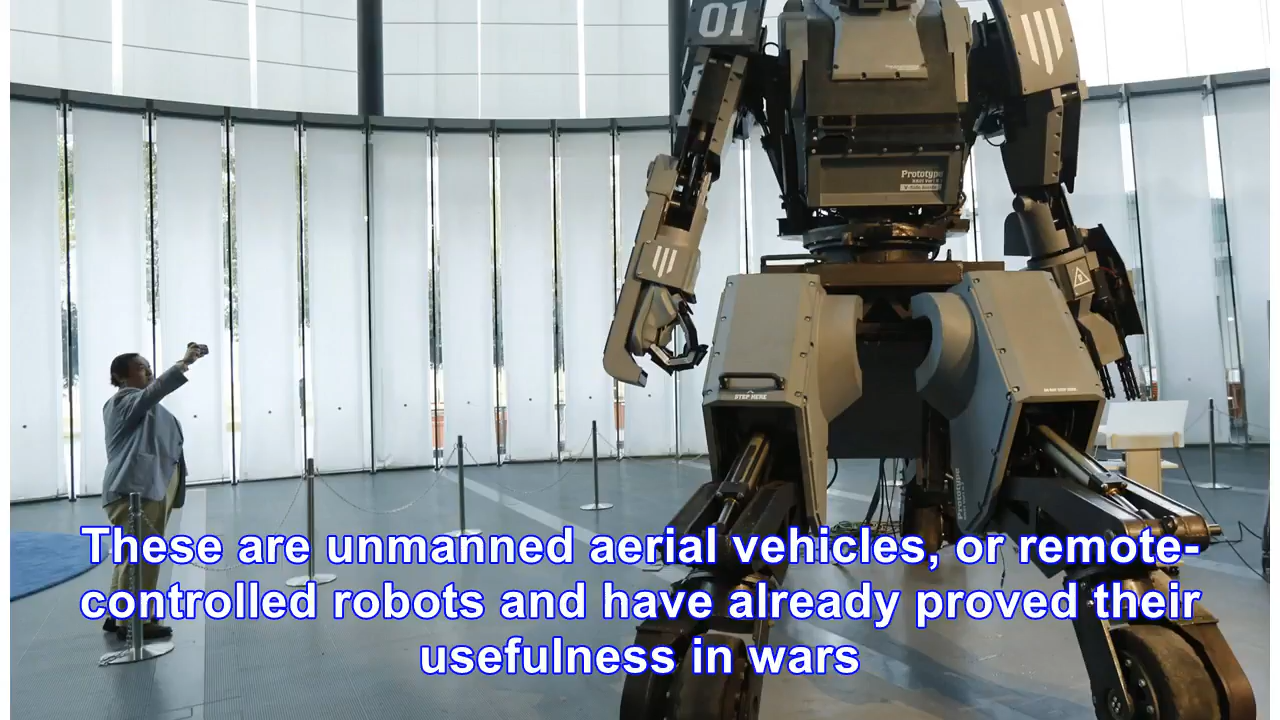 01
Prototype
STEP HERE
Prototype
These are unmanned aerial vehicles, or remote-
controlled robots and have already proved their
usefulness in wars